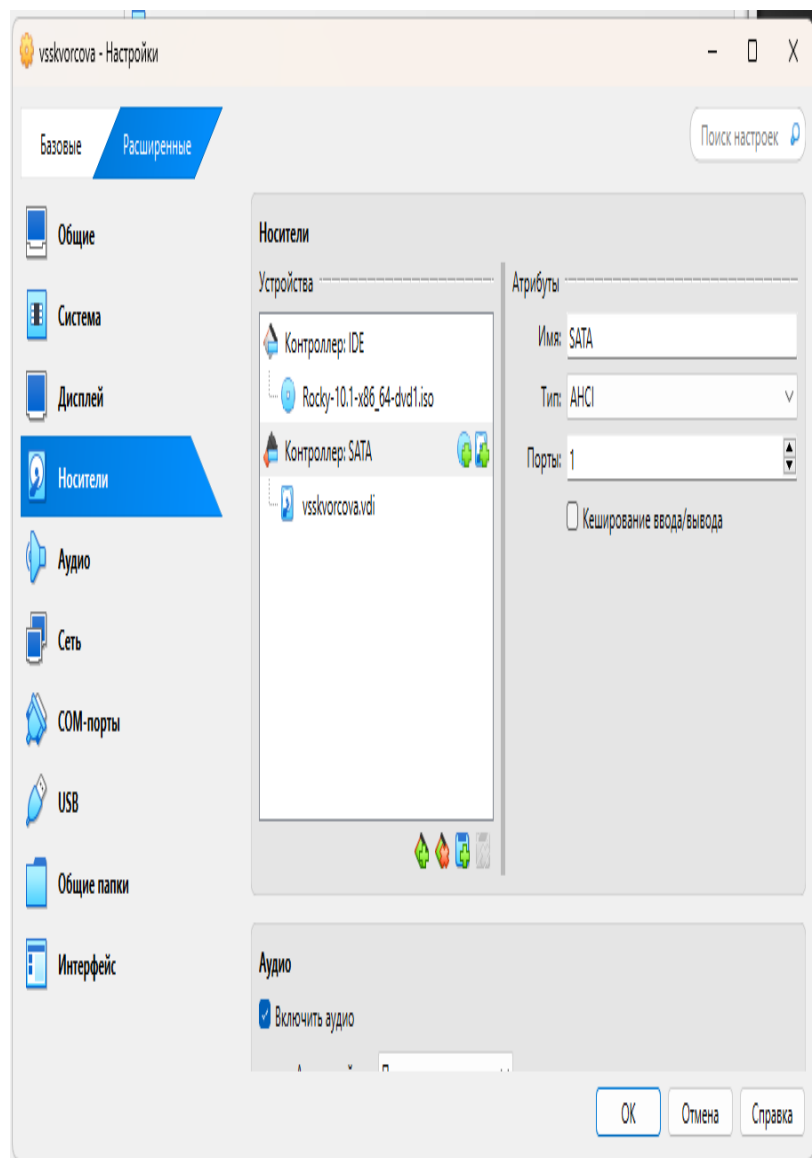 vsskvorcova - Настройки
Базовые
Расширенные
Поиск настроек
Общие
Система
Дисплей
Носители
Аудио
Сеть
COM-порты
USB
Общие папки
Интерфейс
Носители
Устройства
Контроллер: IDE
Rocky-10.1-x86_64-dvd1.iso
Контроллер: SATA
vsskvorcova.vdi
Атрибуты
Имя: SATA
Тип: AHCI
Порты: 1
Кеширование ввода/вывода
Аудио
Включить аудио
OK
Отмена
Справка